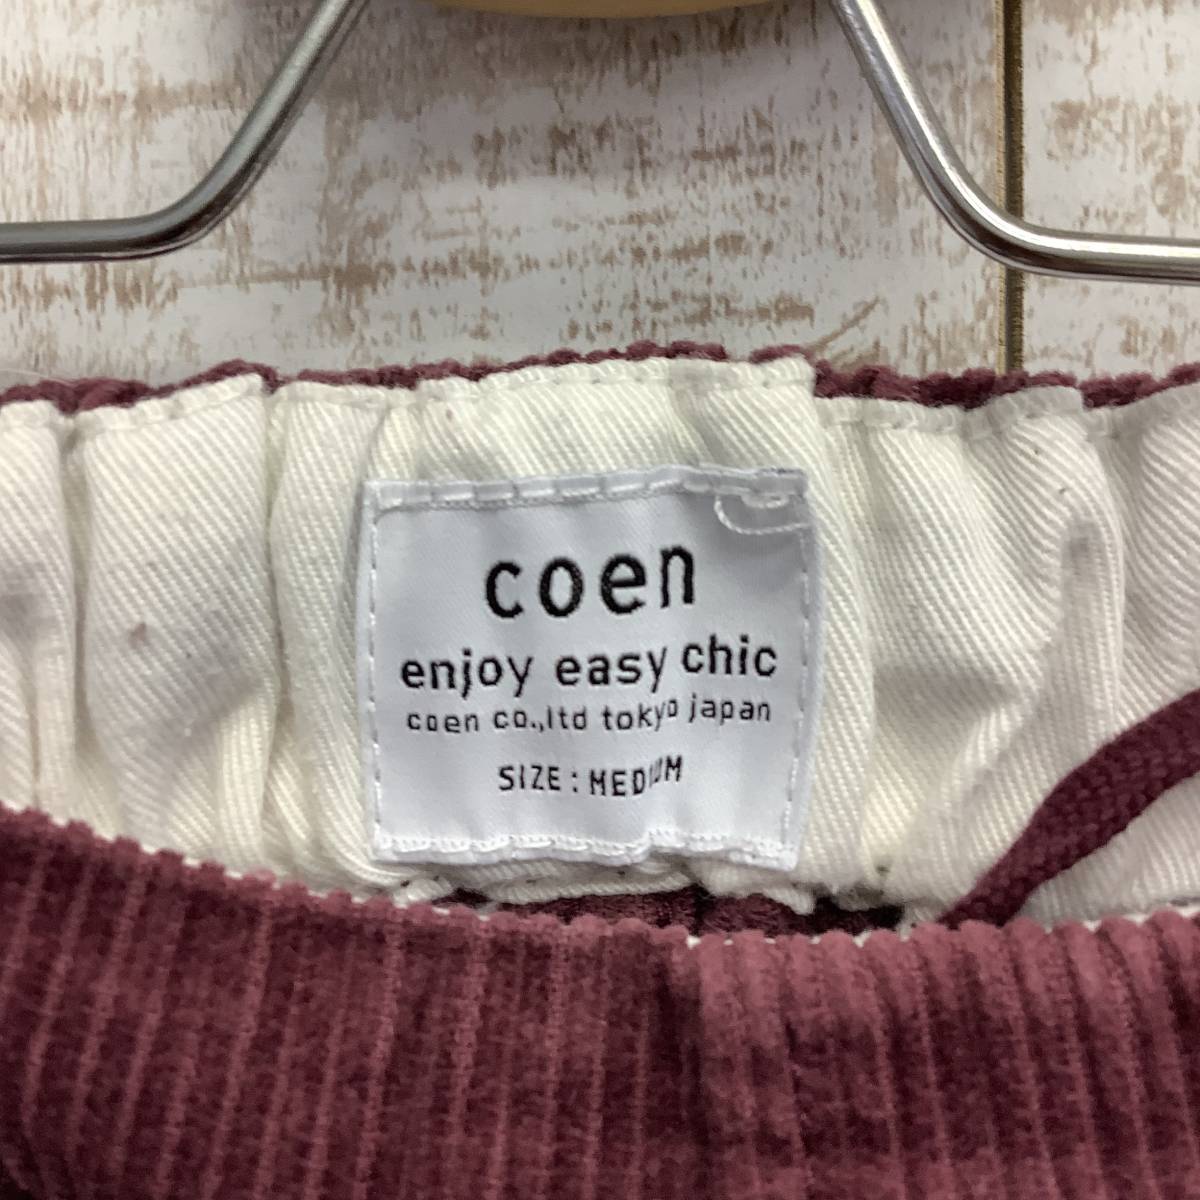 coen
enjoy easy chic
coen co.,ltd tokyo japan
SIZE : MEDIUM